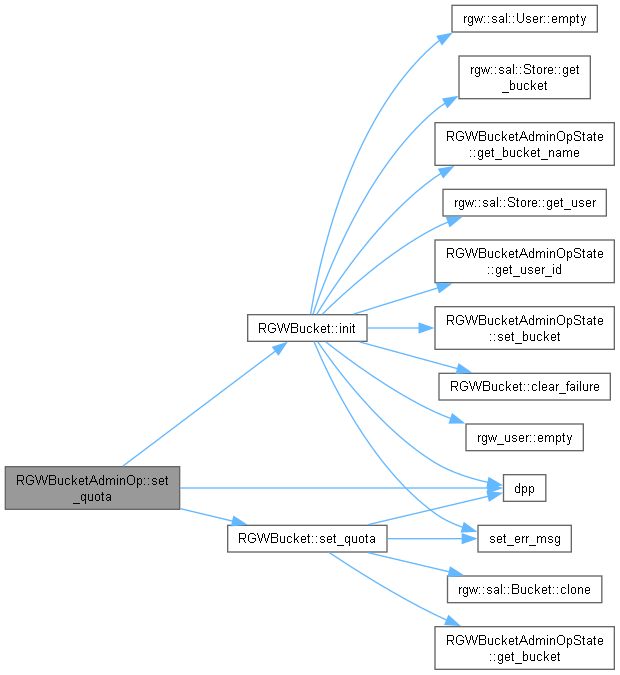 rgw::sal::User::empty
rgw::sal::Store::get
_bucket
RGWBucketAdminOpState
::get_bucket_name
rgw::sal::Store::get_user
RGWBucketAdminOpState
::get_user_id
RGWBucket::init
RGWBucketAdminOpState
::set_bucket
RGWBucket::clear_failure
rgw_user::empty
RGWBucketAdminOp::set
_quota
dpp
RGWBucket::set_quota
set_err_msg
rgw::sal::Bucket::clone
RGWBucketAdminOpState
::get_bucket